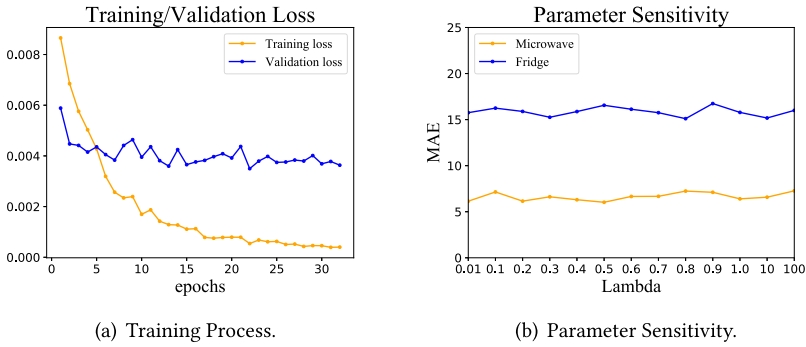 Training/Validation Loss
Training loss
Validation loss
0.008
0.006
0.004
0.002
0.000
0 5 10 15 20 25 30
epochs
(a) Training Process.
Parameter Sensitivity
Microwave
Fridge
25
20
15
10
5
0
MAE
0.01 0.1 0.2 0.3 0.4 0.5 0.6 0.7 0.8 0.9 1.0 10 100
Lambda
(b) Parameter Sensitivity.